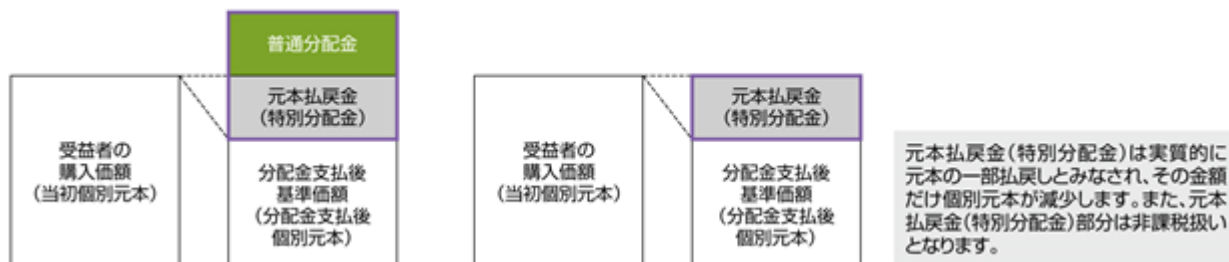 普通分配金
元本払戻金
(特別分配金)
受益者の
購入価額
(当初個別元本)
分配金支払後
基準価額
(分配金支払後
個別元本)
元本払戻金
(特別分配金)
受益者の
購入価額
(当初個別元本)
分配金支払後
基準価額
(分配金支払後
個別元本)
元本払戻金(特別分配金)は実質的に
元本の一部払戻しとみなされ、その金額
だけ個別元本が減少します。また、元本
払戻金(特別分配金)部分は非課税扱い
となります。